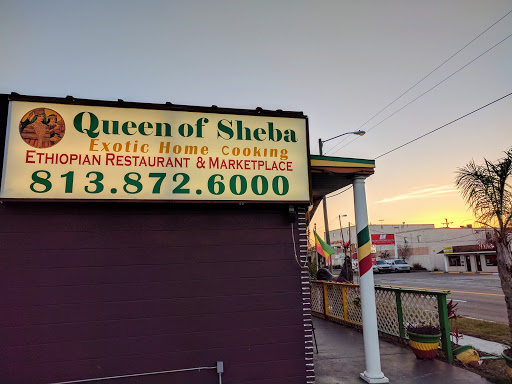 Queen of Sheba
Exotic Home Cooking
ETHIOPIAN RESTAURANT & MARKETPLACE
813.872.6000